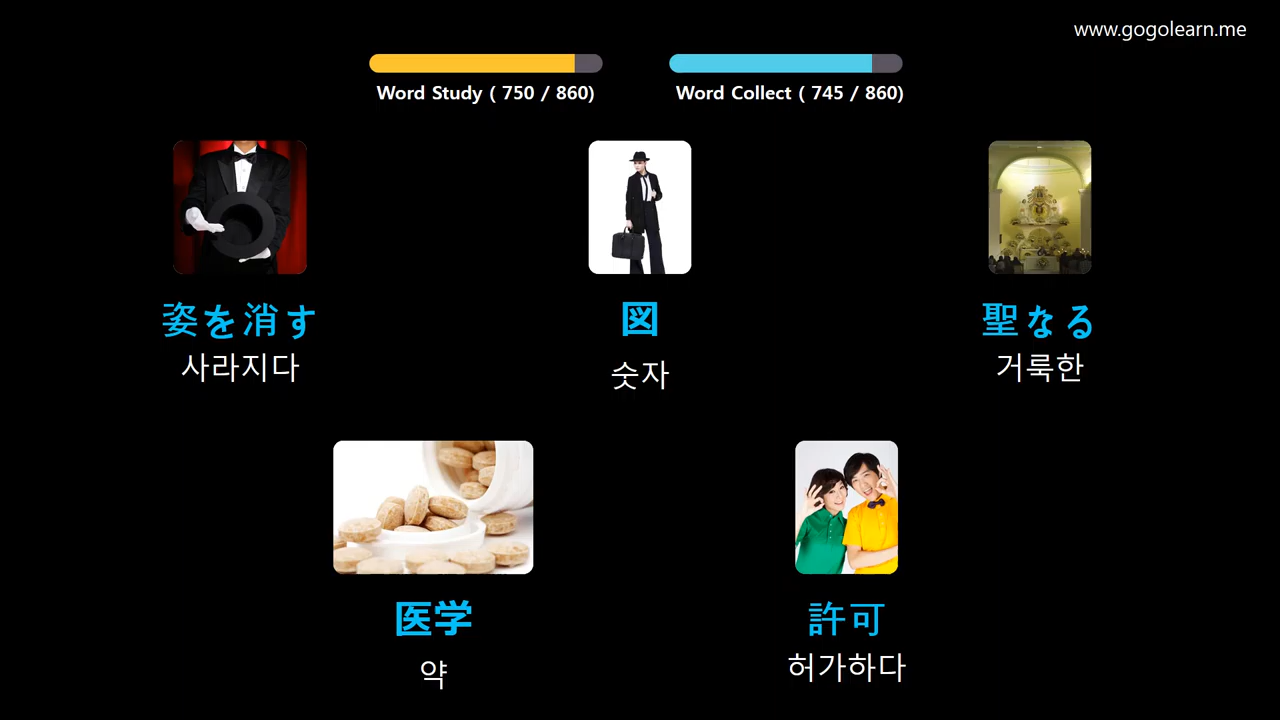 www.gogolearn.me
Word Study ( 750 / 860)
Word Collect ( 745 / 860)
姿を消す
사라지다
図
숫자
聖なる
거룩한
医学
약
許可
허가하다